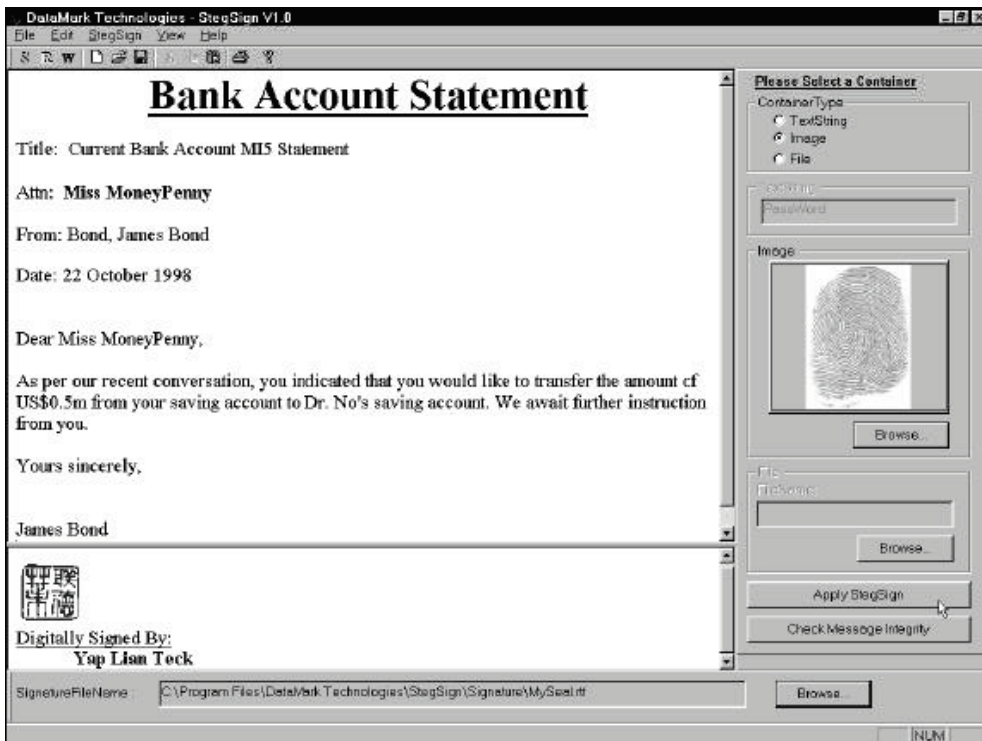 DataMark Technologies - StegSign V1.0
File Edit StegSign View Help
S R W
Bank Account Statement
Title: Current Bank Account MI5 Statement
Attn: Miss MoneyPenny
From: Bond, James Bond
Date: 22 October 1998
Dear Miss MoneyPenny,
As per our recent conversation, you indicated that you would like to transfer the amount of
US$0.5m from your saving account to Dr. No's saving account. We await further instruction
from you.
Yours sincerely,
James Bond
Digitally Signed By:
Yap Lian Teck
Please Select a Container
ContainerType
TextString
Image
File
PassWord
Image
Browse...
File
FileName:
Browse...
Apply StegSign
Check Message Integrity
SignatureFileName
C:\Program Files\DataMark Technologies\StegSign\Signature\MySeal.rtf
Browse...
NUM